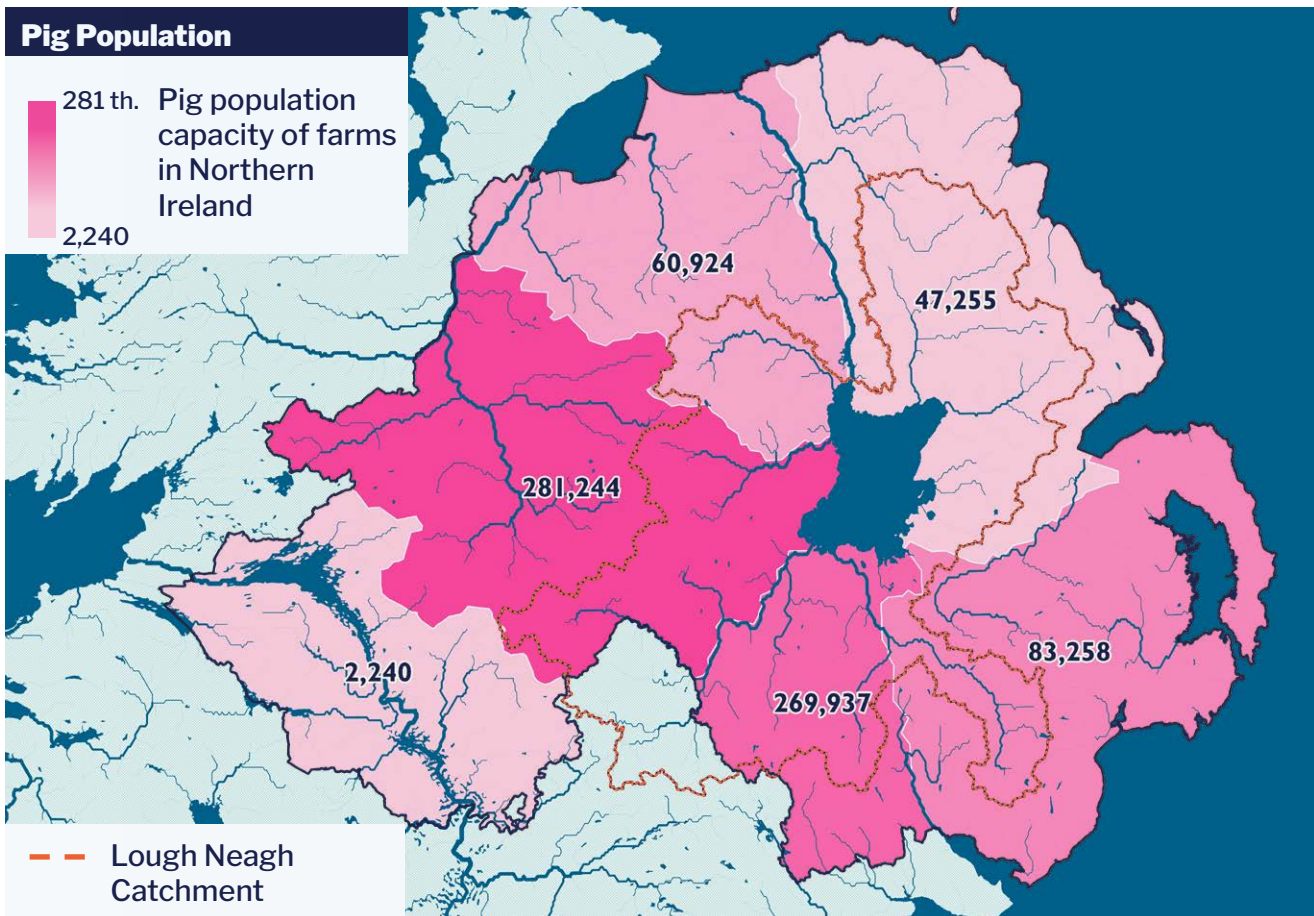 Pig Population
281 th.
Pig population
capacity of farms
in Northern
Ireland
2,240
60,924
47,255
281,244
2,240
83,258
269,937
Lough Neagh
Catchment